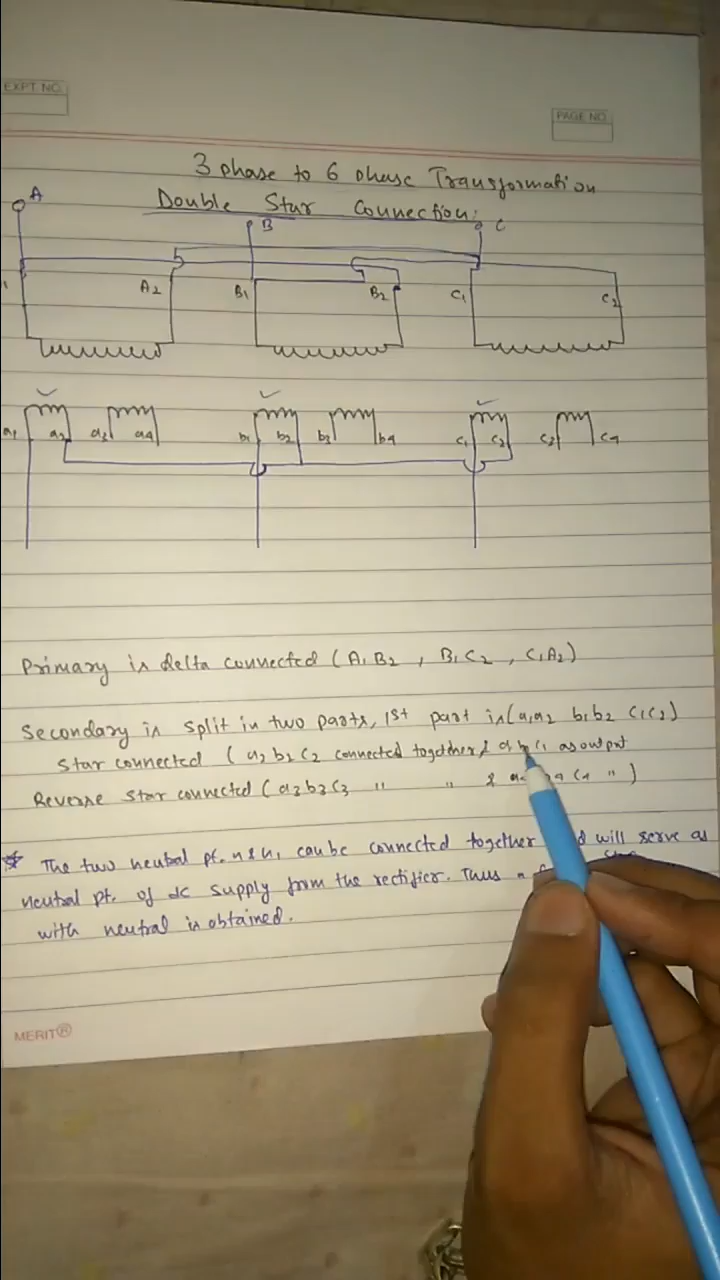 EXPT. NO.
PAGE NO.
3 phase to 6 phase Transformation
Double Star Connection:
A B C
A2 B1 B2 C1 C2
a1 a2 a3 a4 b1 b2 b3 b4 c1 c2 c3 c4
Primary is delta connected (A1B2 , B1C2 , C1A2)
Secondary is split in two parts, 1st part is (a1a2 b1b2 c1c2)
star connected ( a2 b2 c2 connected together & a1 b1 c1 as output
Reverse star connected ( a3 b3 c3 " " & " )
* The two neutral pt. n & n1 can be connected together will serve as
neutral pt. of dc supply from the rectifier. Thus a
with neutral is obtained.
MERIT®